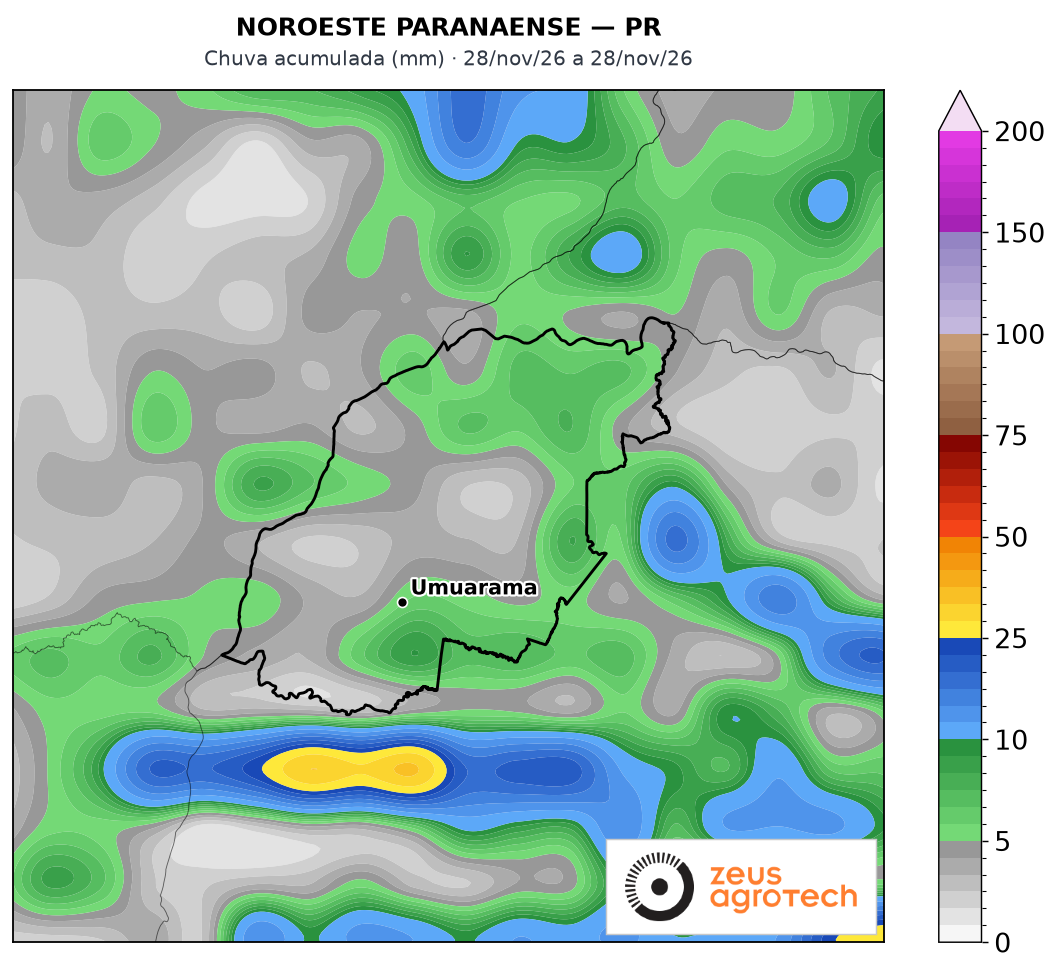 NOROESTE PARANAENSE — PR
Chuva acumulada (mm) · 28/nov/26 a 28/nov/26
200
150
100
75
50
25
10
5
0
Umuarama
zeus
agrotech